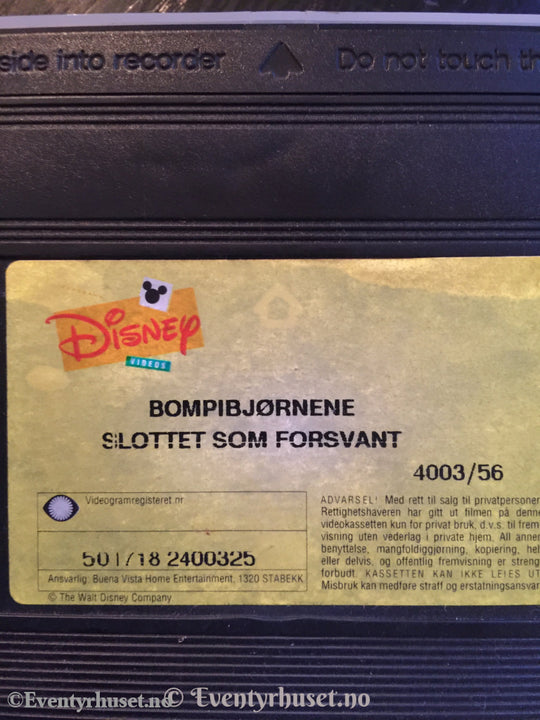 side into recorder Do not touch th
DISNEY
VIDEOS
BOMPIBJØRNENE
SLOTTET SOM FORSVANT
4003/56
Videogramregisteret nr
501/18 2400325
Ansvarlig: Buena Vista Home Entertainment, 1320 STABEKK
© The Walt Disney Company
ADVARSEL! Med rett til salg til privatpersoner
Rettighetshaveren har gitt ut filmen på denne
videokassetten kun for privat bruk, d.v.s. til frem
visning uten vederlag i private hjem. All annen
benyttelse, mangfoldiggjøring, kopiering, hel
eller delvis, og offentlig fremvisning er streng
forbudt. KASSETTEN KAN IKKE LEIES UT
Misbruk kan medføre straff og erstatningsansvar
©Eventyrhuset.no © Eventyrhuset.no